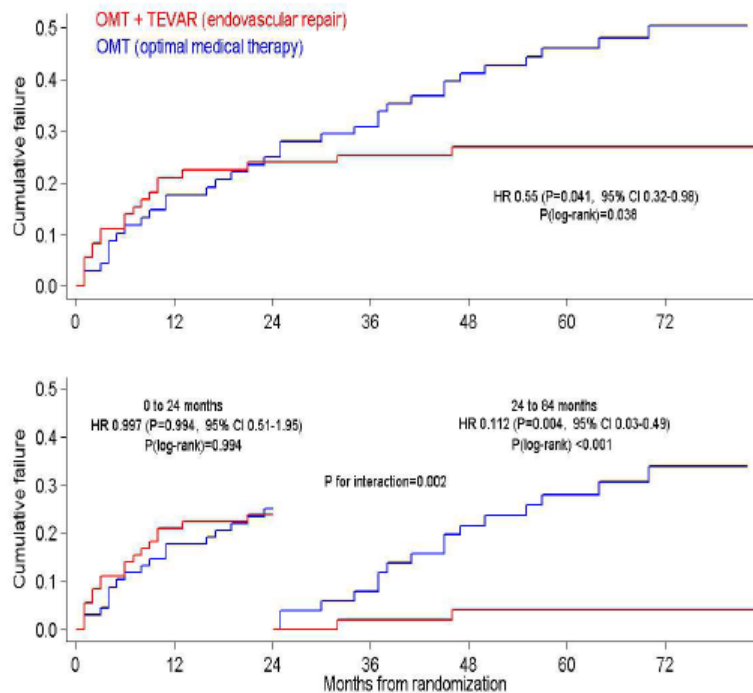 OMT + TEVAR (endovascular repair)
OMT (optimal medical therapy)
Cumulative failure
0.5
0.4
0.3
0.2
0.1
0.0
HR 0.55 (P=0.041, 95% CI 0.32-0.98)
P(log-rank)=0.038
0 12 24 36 48 60 72
Cumulative failure
0.5
0.4
0.3
0.2
0.1
0.0
0 to 24 months
HR 0.997 (P=0.994, 95% CI 0.51-1.95)
P(log-rank)=0.994
24 to 84 months
HR 0.112 (P=0.004, 95% CI 0.03-0.49)
P(log-rank) <0.001
P for interaction=0.002
0 12 24 36 48 60 72
Months from randomization